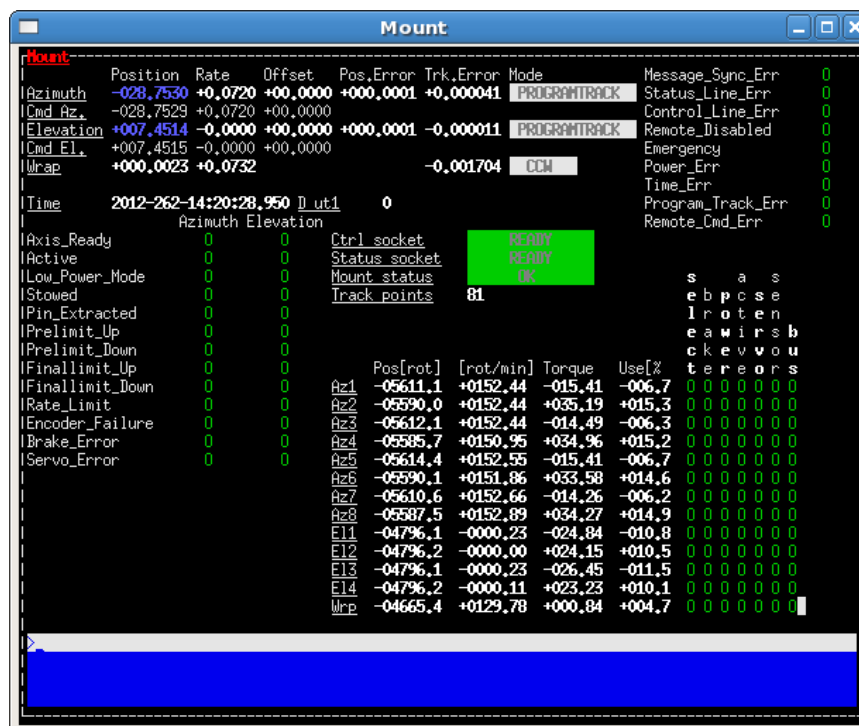 Mount
Mount
Position Rate Offset Pos.Error Trk.Error Mode Message_Sync_Err 0
Azimuth -028.7530 +0.0720 +00.0000 +000.0001 +0.000041 PROGRAMTRACK Status_Line_Err 0
Cmd Az. -028.7529 +0.0720 +00.0000 Control_Line_Err 0
Elevation +007.4514 -0.0000 +00.0000 +000.0001 -0.000011 PROGRAMTRACK Remote_Disabled 0
Cmd El. +007.4515 -0.0000 +00.0000 Emergency 0
Wrap +000.0023 +0.0732 -0.001704 CCW Power_Err 0
Time_Err 0
Time 2012-262-14:20:28.950 D_ut1 0 Program_Track_Err 0
Azimuth Elevation Remote_Cmd_Err 0
Axis_Ready 0 0 Ctrl socket READY
Active 0 0 Status socket READY
Low_Power_Mode 0 0 Mount status OK s a s
Stowed 0 0 Track points 81 e b p c s e
Pin_Extracted 0 0 l r o t e n
Prelimit_Up 0 0 e a w i r s b
Prelimit_Down 0 0 c k e v v o u
Finallimit_Up 0 0 Pos[rot] [rot/min] Torque Use[% t e r e o r s
Finallimit_Down 0 0 Az1 -05611.1 +0152.44 -015.41 -006.7 0 0 0 0 0 0 0
Rate_Limit 0 0 Az2 -05590.0 +0152.44 +035.19 +015.3 0 0 0 0 0 0 0
Encoder_Failure 0 0 Az3 -05612.1 +0152.44 -014.49 -006.3 0 0 0 0 0 0 0
Brake_Error 0 0 Az4 -05585.7 +0150.95 +034.96 +015.2 0 0 0 0 0 0 0
Servo_Error 0 0 Az5 -05614.4 +0152.55 -015.41 -006.7 0 0 0 0 0 0 0
Az6 -05590.1 +0151.86 +033.58 +014.6 0 0 0 0 0 0 0
Az7 -05610.6 +0152.66 -014.26 -006.2 0 0 0 0 0 0 0
Az8 -05587.5 +0152.89 +034.27 +014.9 0 0 0 0 0 0 0
El1 -04796.1 -0000.23 -024.84 -010.8 0 0 0 0 0 0 0
El2 -04796.2 -0000.00 +024.15 +010.5 0 0 0 0 0 0 0
El3 -04796.1 -0000.23 -026.45 -011.5 0 0 0 0 0 0 0
El4 -04796.2 -0000.11 +023.23 +010.1 0 0 0 0 0 0 0
Wrp -04665.4 +0129.78 +000.84 +004.7 0 0 0 0 0 0 0
>_